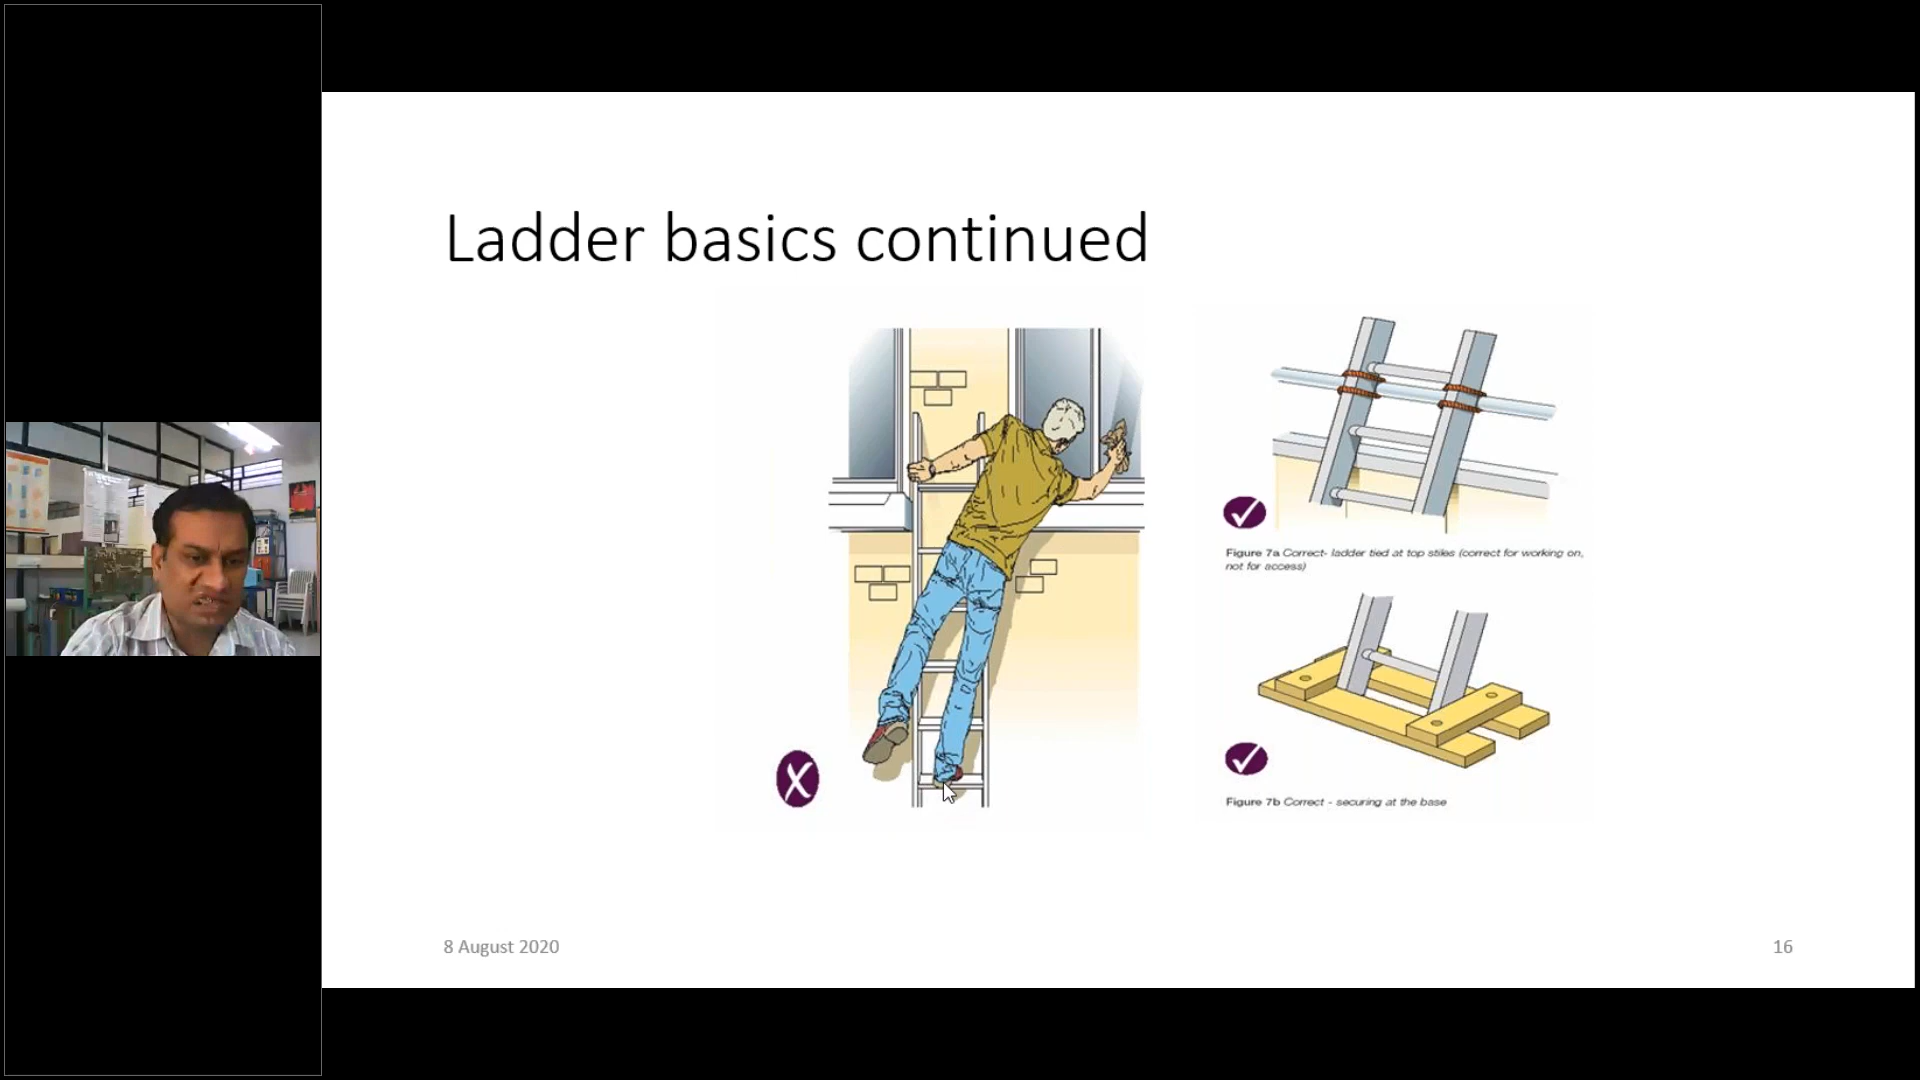 Ladder basics continued
Figure 7a Correct- ladder tied at top stiles (correct for working on,
not for access)
Figure 7b Correct - securing at the base
8 August 2020
16